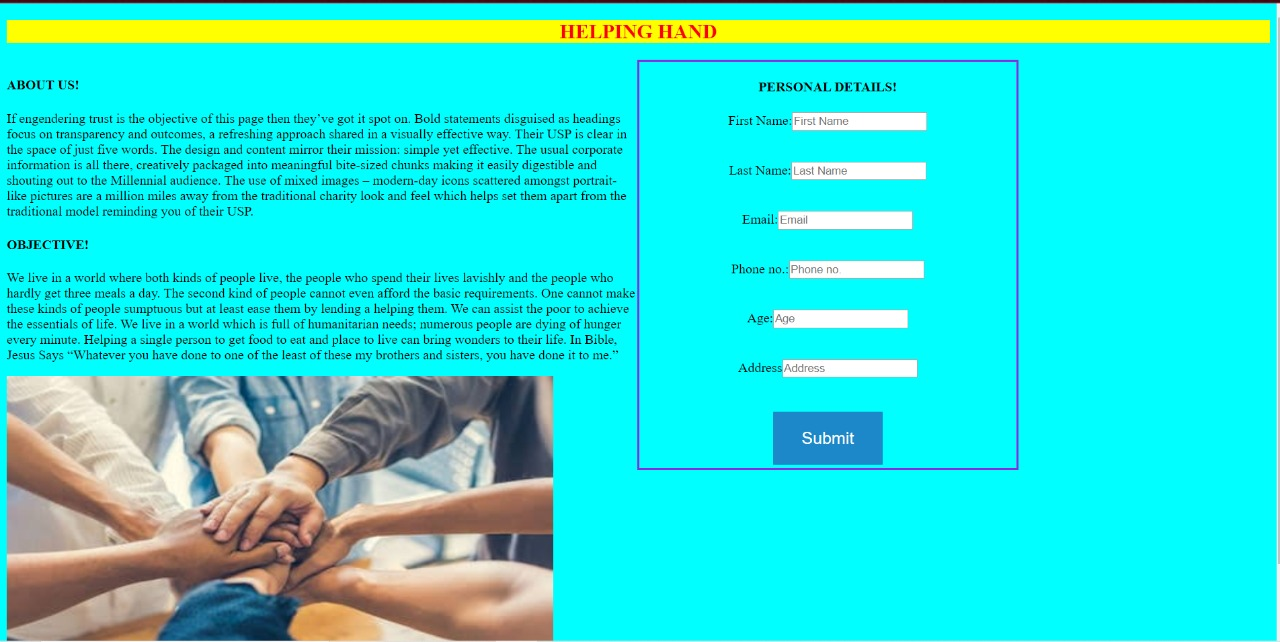 HELPING HAND
ABOUT US!
If engendering trust is the objective of this page then they’ve got it spot on. Bold statements disguised as headings
focus on transparency and outcomes, a refreshing approach shared in a visually effective way. Their USP is clear in
the space of just five words. The design and content mirror their mission: simple yet effective. The usual corporate
information is all there, creatively packaged into meaningful bite-sized chunks making it easily digestible and
shouting out to the Millennial audience. The use of mixed images – modern-day icons scattered amongst portrait-
like pictures are a million miles away from the traditional charity look and feel which helps set them apart from the
traditional model reminding you of their USP.
OBJECTIVE!
We live in a world where both kinds of people live, the people who spend their lives lavishly and the people who
hardly get three meals a day. The second kind of people cannot even afford the basic requirements. One cannot make
these kinds of people sumptuous but at least ease them by lending a helping them. We can assist the poor to achieve
the essentials of life. We live in a world which is full of humanitarian needs; numerous people are dying of hunger
every minute. Helping a single person to get food to eat and place to live can bring wonders to their life. In Bible,
Jesus Says “Whatever you have done to one of the least of these my brothers and sisters, you have done it to me.”
PERSONAL DETAILS!
First Name: First Name
Last Name: Last Name
Email: Email
Phone no.: Phone no.
Age: Age
Address Address
Submit